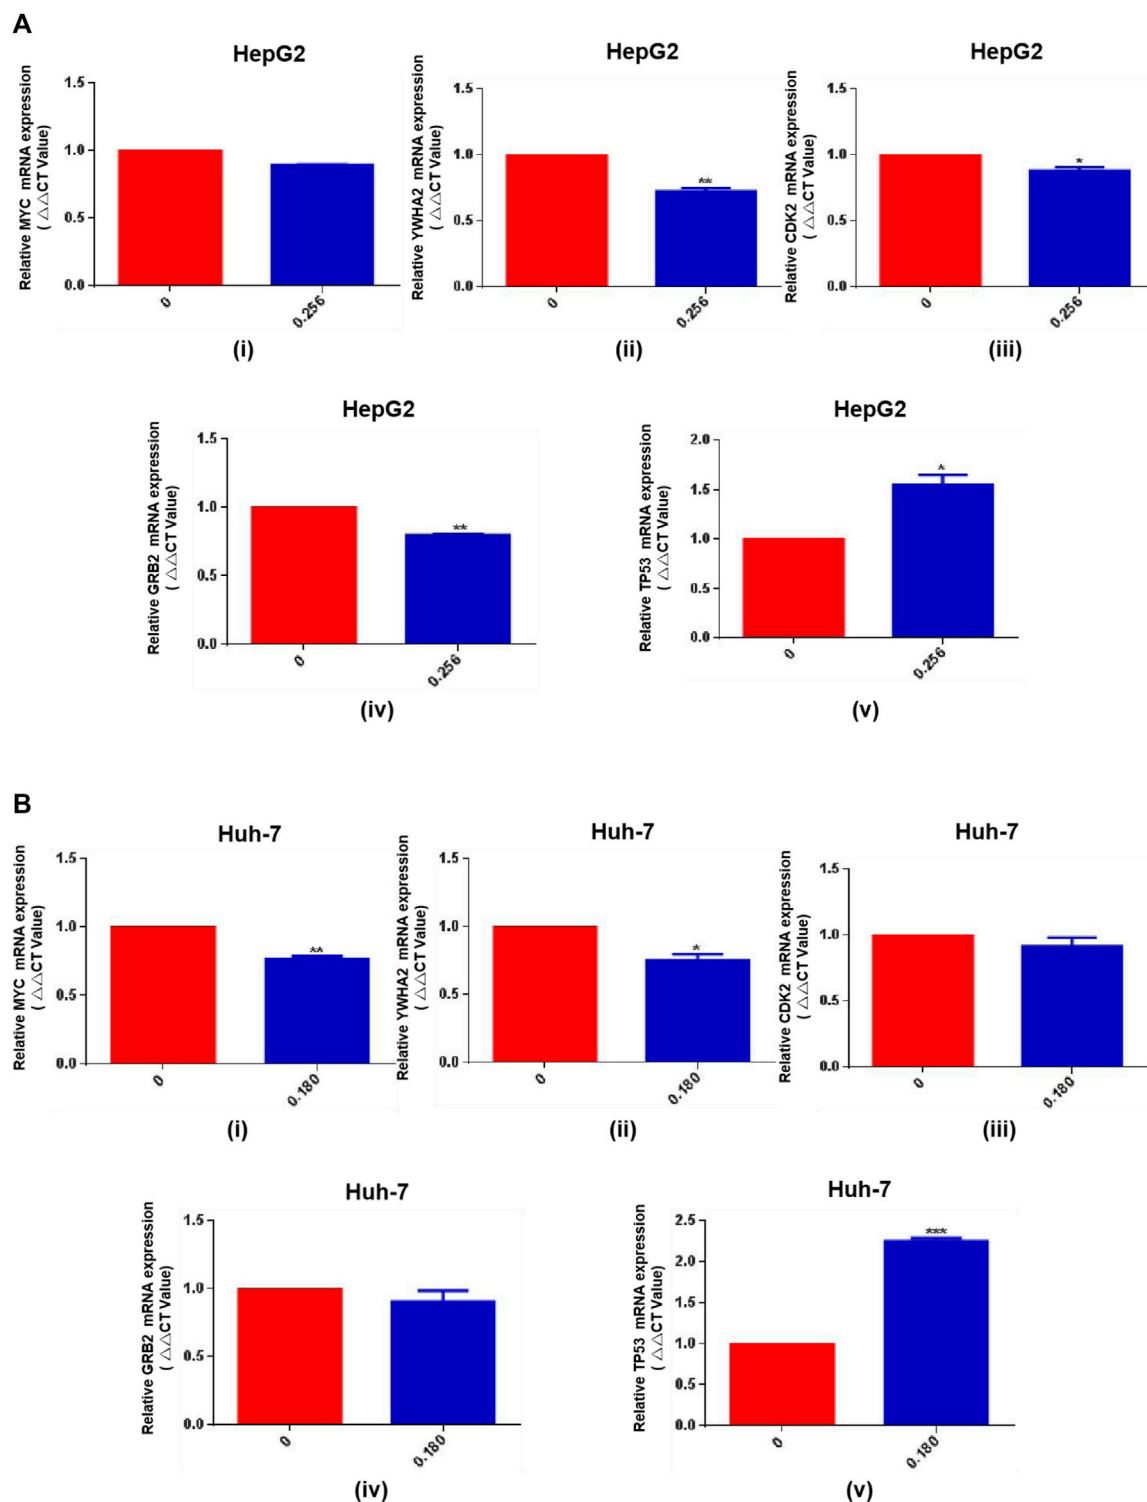 A
HepG2
Relative MYC mRNA expression
( △△CT Value)
1.5
1.0
0.5
0.0
0
0.256
(i)
HepG2
Relative YWHA2 mRNA expression
( △△CT Value)
1.5
1.0
0.5
0.0
**
0
0.256
(ii)
HepG2
Relative CDK2 mRNA expression
( △△CT Value)
1.5
1.0
0.5
0.0
*
0
0.256
(iii)
HepG2
Relative GRB2 mRNA expression
( △△CT Value)
1.5
1.0
0.5
0.0
**
0
0.256
(iv)
HepG2
Relative TP53 mRNA expression
( △△CT Value)
2.0
1.5
1.0
0.5
0.0
*
0
0.256
(v)
B
Huh-7
Relative MYC mRNA expression
( △△CT Value)
1.5
1.0
0.5
0.0
**
0
0.180
(i)
Huh-7
Relative YWHA2 mRNA expression
( △△CT Value)
1.5
1.0
0.5
0.0
*
0
0.180
(ii)
Huh-7
Relative CDK2 mRNA expression
( △△CT Value)
1.5
1.0
0.5
0.0
0
0.180
(iii)
Huh-7
Relative GRB2 mRNA expression
( △△CT Value)
1.5
1.0
0.5
0.0
0
0.180
(iv)
Huh-7
Relative TP53 mRNA expression
( △△CT Value)
2.5
2.0
1.5
1.0
0.5
0.0
***
0
0.180
(v)